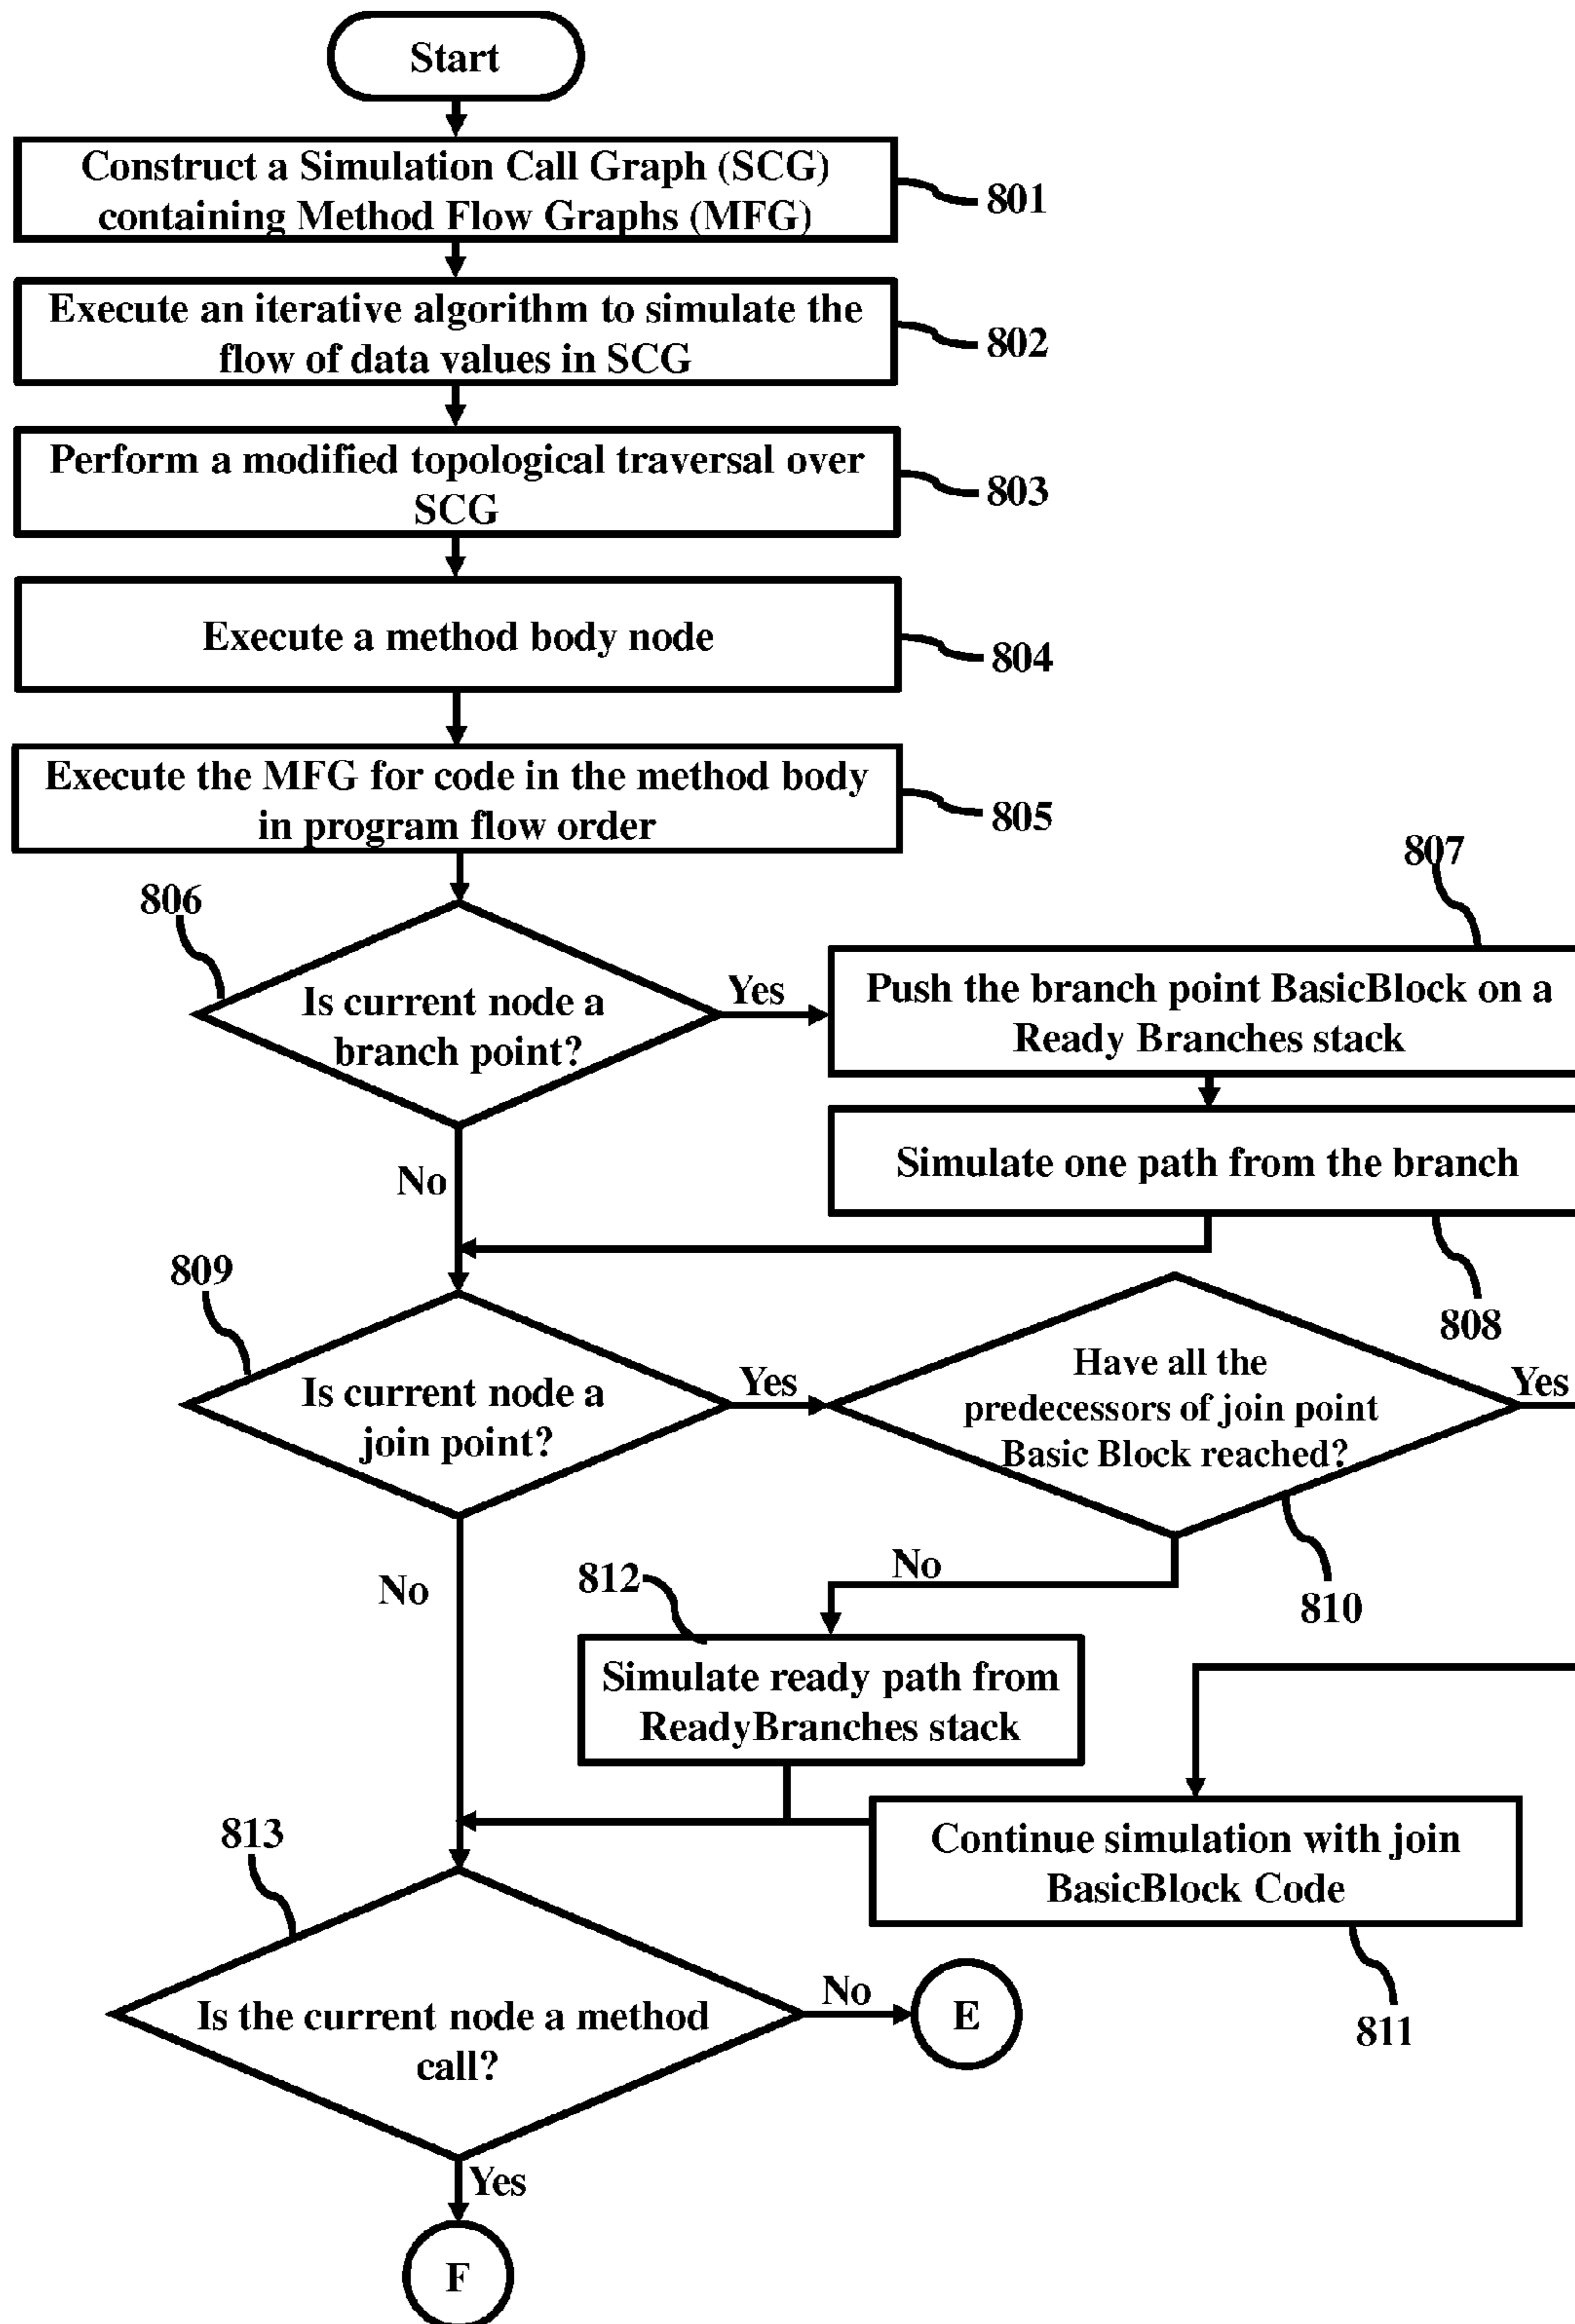 Start
Construct a Simulation Call Graph (SCG)
containing Method Flow Graphs (MFG)
801
Execute an iterative algorithm to simulate the
flow of data values in SCG
802
Perform a modified topological traversal over
SCG
803
Execute a method body node
804
Execute the MFG for code in the method body
in program flow order
805
806
807
Is current node a
branch point?
Yes
Push the branch point BasicBlock on a
Ready Branches stack
No
Simulate one path from the branch
808
809
Is current node a
join point?
Yes
Have all the
predecessors of join point
Basic Block reached?
Yes
No
810
No
812
Simulate ready path from
ReadyBranches stack
Continue simulation with join
BasicBlock Code
811
813
Is the current node a method
call?
No
E
Yes
F